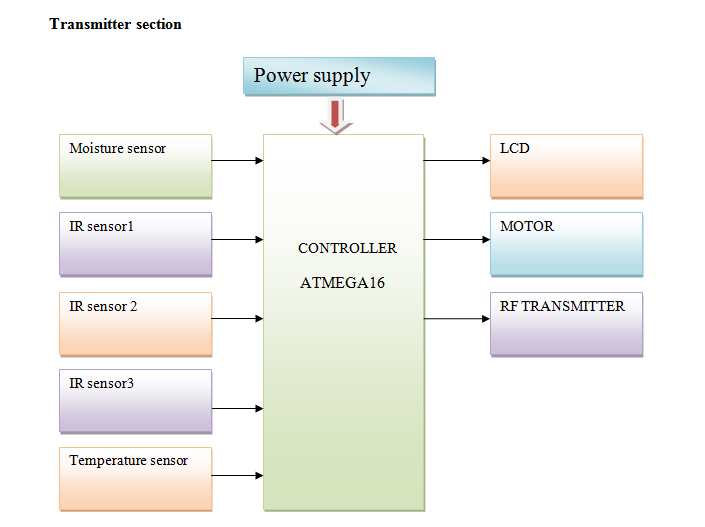 Transmitter section
Power supply
Moisture sensor
LCD
IR sensor1
MOTOR
CONTROLLER
ATMEGA16
IR sensor 2
RF TRANSMITTER
IR sensor3
Temperature sensor